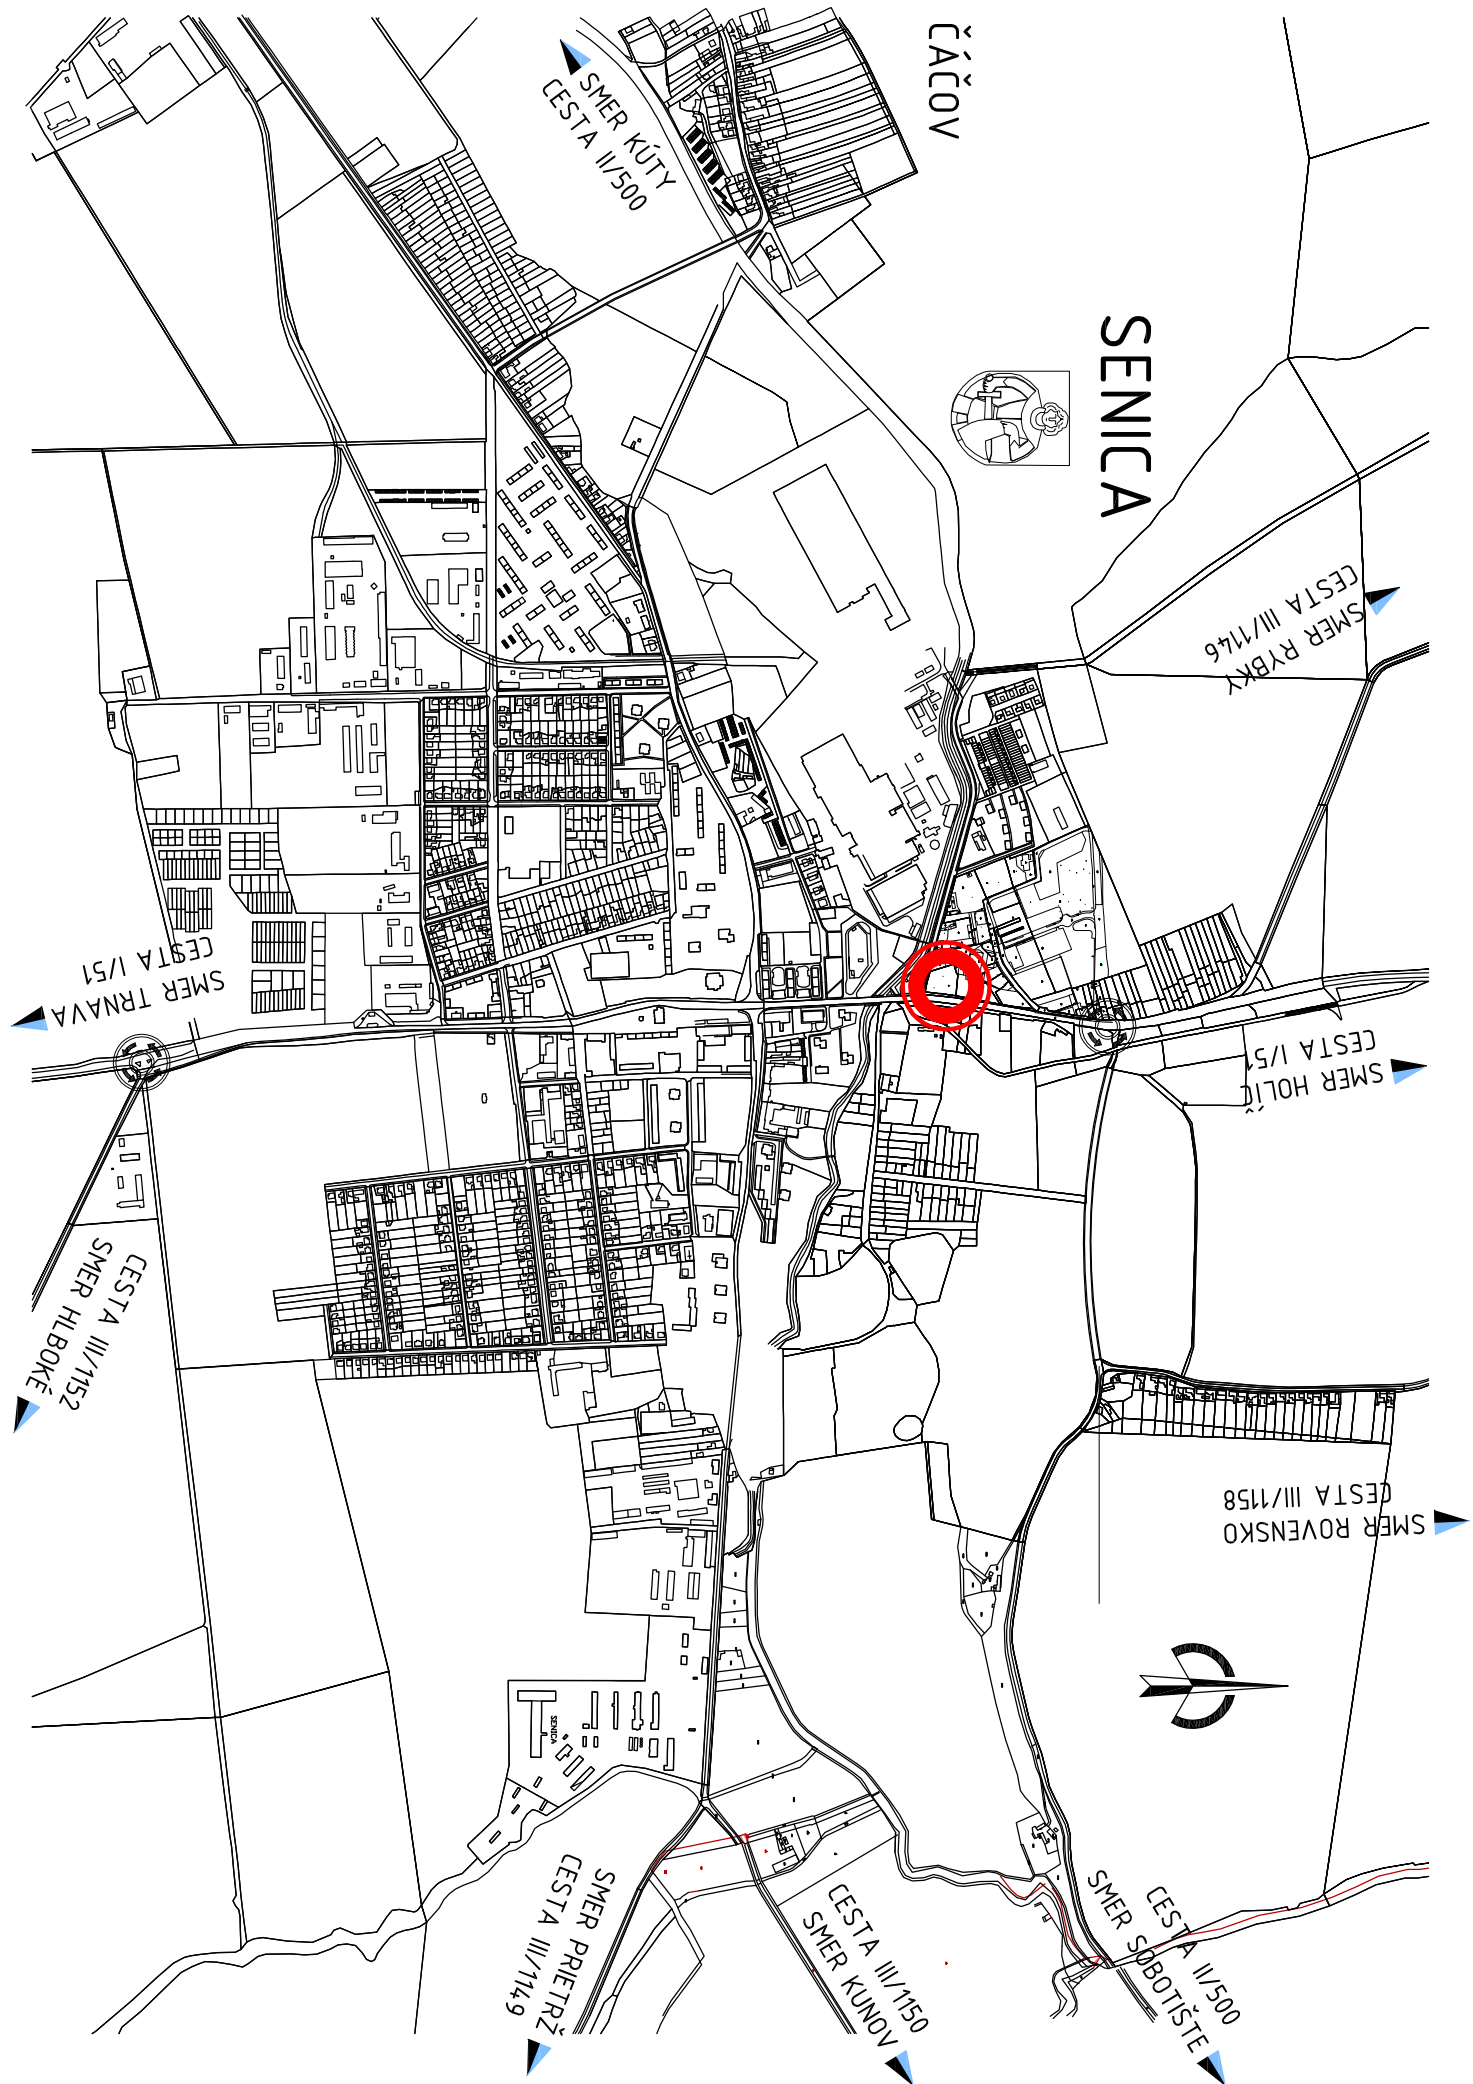 ČÁČOV
SMER KÚTY
CESTA II/500
SENICA
SMER RYBKY
CESTA III/1146
SMER TRNAVA
CESTA I/51
SMER HOLÍČ
CESTA I/51
CESTA III/1152
SMER HLBOKÉ
SMER ROVENSKO
CESTA III/1158
SENICA
SMER PRIETRŽ
CESTA III/1149
CESTA III/1150
SMER KUNOV
CESTA II/500
SMER SOBOTIŠTE